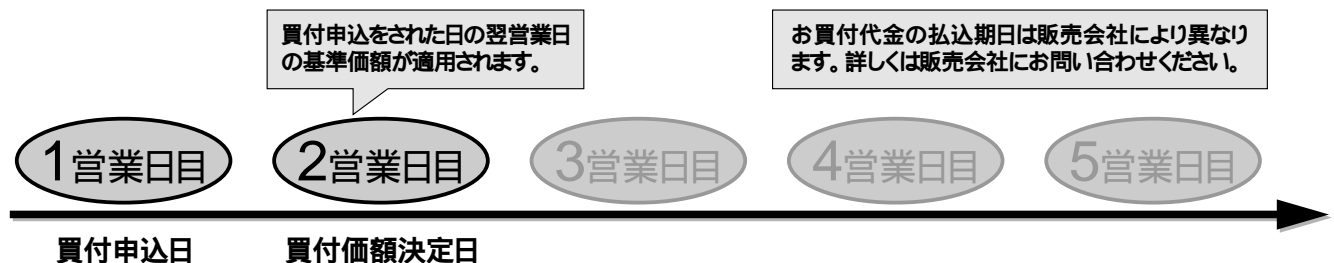 買付申込をされた日の翌営業日
の基準価額が適用されます。
お買付代金の払込期日は販売会社により異なり
ます。詳しくは販売会社にお問い合わせください。
1営業日目
2営業日目
3営業日目
4営業日目
5営業日目
買付申込日
買付価額決定日